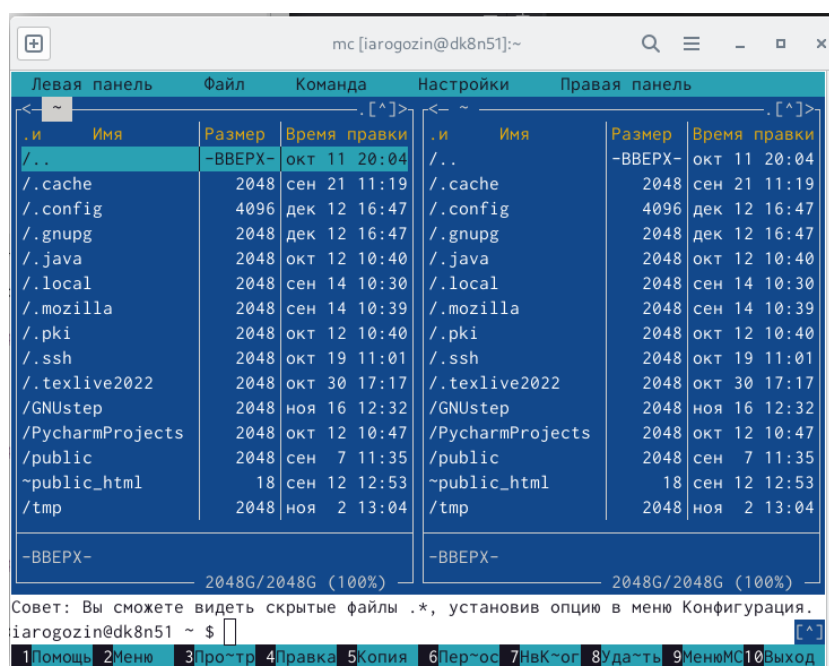 mc [iarogozin@dk8n51]:~
Левая панель Файл Команда Настройки Правая панель
<— ~ .[^]> <— ~ .[^]>
.и Имя Размер Время правки .и Имя Размер Время правки
/.. -ВВЕРХ- окт 11 20:04 /.. -ВВЕРХ- окт 11 20:04
/.cache 2048 сен 21 11:19 /.cache 2048 сен 21 11:19
/.config 4096 дек 12 16:47 /.config 4096 дек 12 16:47
/.gnupg 2048 дек 12 16:47 /.gnupg 2048 дек 12 16:47
/.java 2048 окт 12 10:40 /.java 2048 окт 12 10:40
/.local 2048 сен 14 10:30 /.local 2048 сен 14 10:30
/.mozilla 2048 сен 14 10:39 /.mozilla 2048 сен 14 10:39
/.pki 2048 окт 12 10:40 /.pki 2048 окт 12 10:40
/.ssh 2048 окт 19 11:01 /.ssh 2048 окт 19 11:01
/.texlive2022 2048 окт 30 17:17 /.texlive2022 2048 окт 30 17:17
/GNUstep 2048 ноя 16 12:32 /GNUstep 2048 ноя 16 12:32
/PycharmProjects 2048 окт 12 10:47 /PycharmProjects 2048 окт 12 10:47
/public 2048 сен 7 11:35 /public 2048 сен 7 11:35
~public_html 18 сен 12 12:53 ~public_html 18 сен 12 12:53
/tmp 2048 ноя 2 13:04 /tmp 2048 ноя 2 13:04
-ВВЕРХ- -ВВЕРХ-
2048G/2048G (100%) 2048G/2048G (100%)
Совет: Вы сможете видеть скрытые файлы .*, установив опцию в меню Конфигурация.
iarogozin@dk8n51 ~ $ [^]
1Помощь 2Меню 3Про~тр 4Правка 5Копия 6Пер~ос 7НвК~ог 8Уда~ть 9МенюМС 10Выход